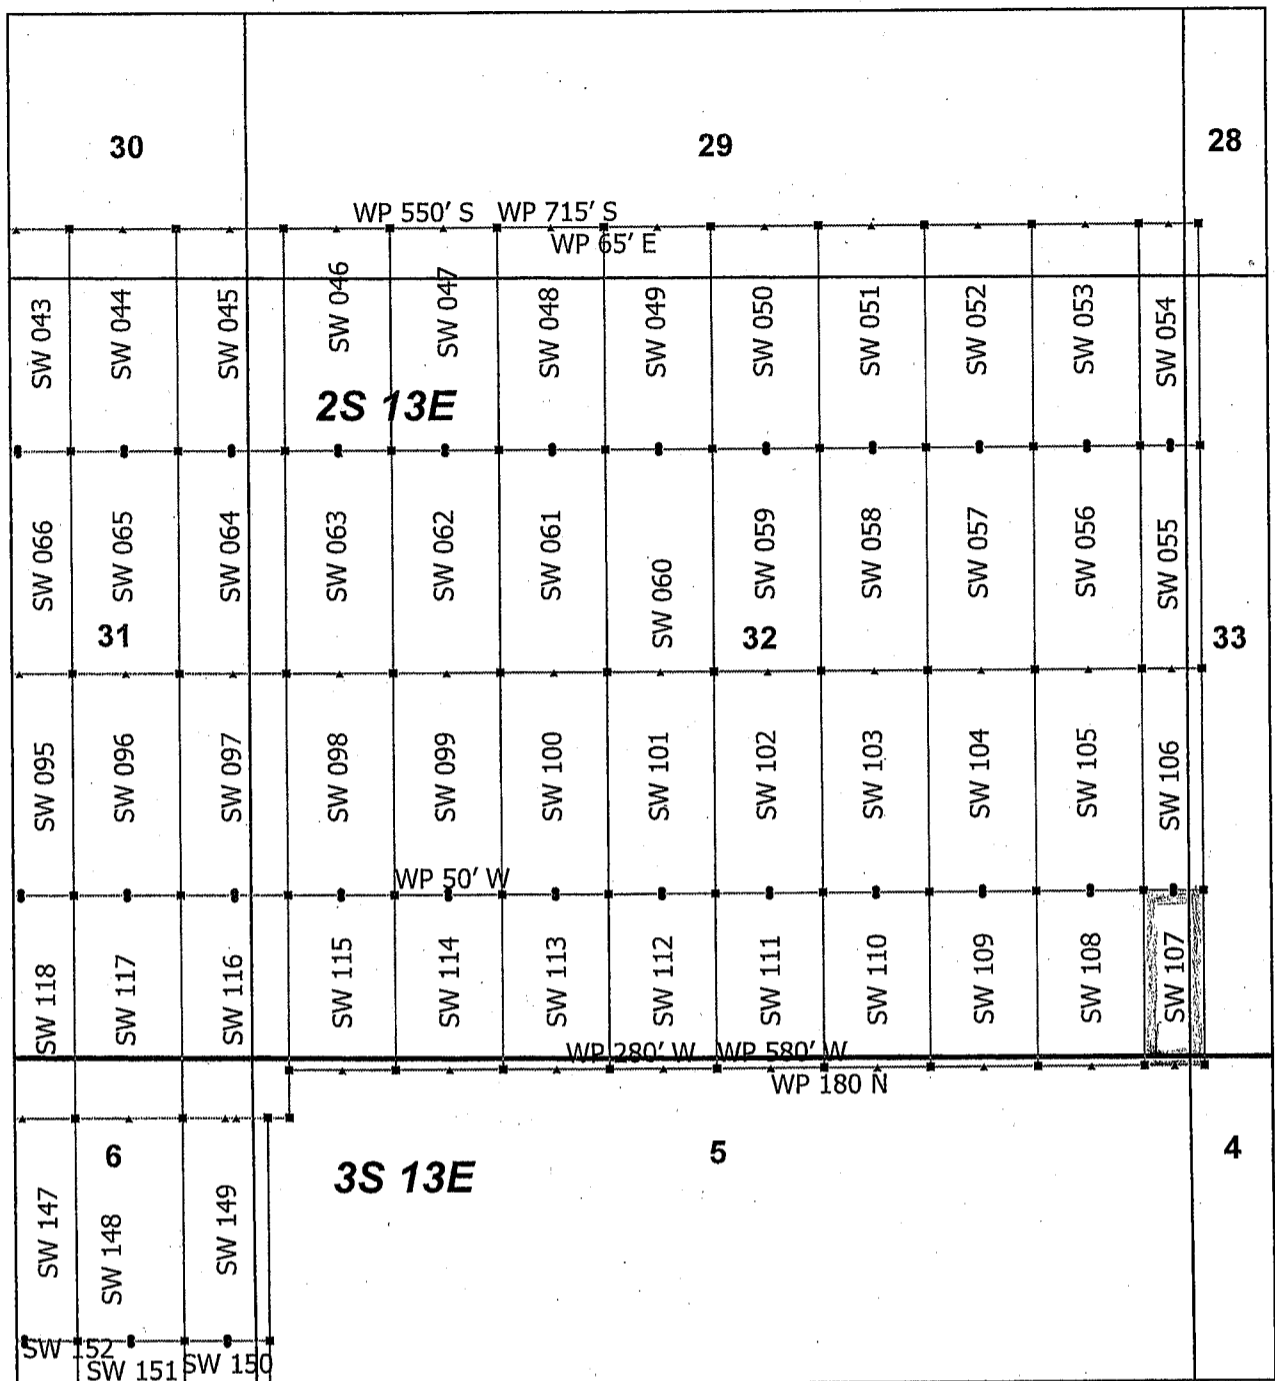 30
29
28
WP 550' S
WP 715' S
WP 65' E
SW 043
SW 044
SW 045
SW 046
SW 047
SW 048
SW 049
SW 050
SW 051
SW 052
SW 053
SW 054
2S 13E
SW 066
SW 065
SW 064
SW 063
SW 062
SW 061
SW 060
SW 059
SW 058
SW 057
SW 056
SW 055
31
32
33
SW 095
SW 096
SW 097
SW 098
SW 099
SW 100
SW 101
SW 102
SW 103
SW 104
SW 105
SW 106
WP 50' W
SW 118
SW 117
SW 116
SW 115
SW 114
SW 113
SW 112
SW 111
SW 110
SW 109
SW 108
SW 107
WP 280' W
WP 580' W
WP 180 N
6
3S 13E
5
4
SW 147
SW 148
SW 149
SW 152
SW 151
SW 150